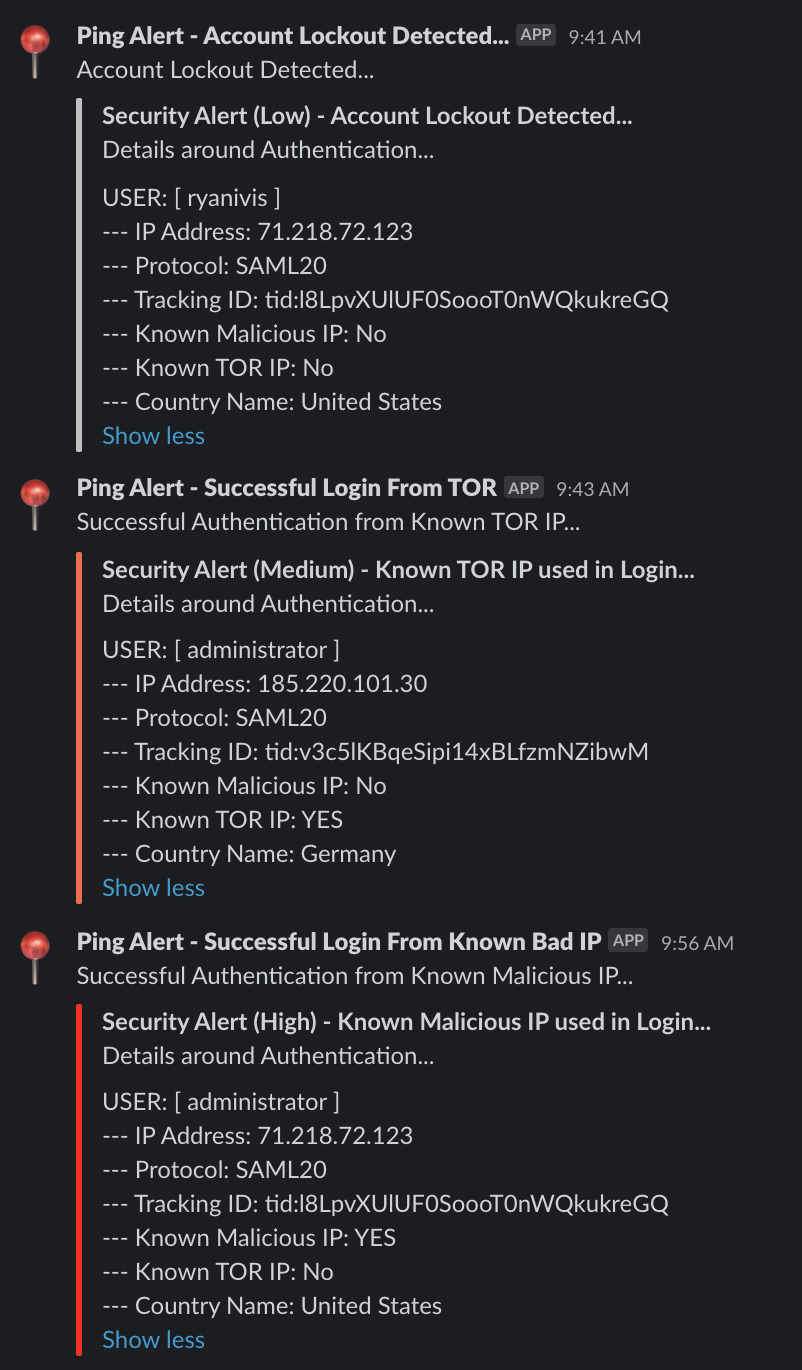 Ping Alert - Account Lockout Detected... APP 9:41 AM
Account Lockout Detected...
Security Alert (Low) - Account Lockout Detected...
Details around Authentication...
USER: [ ryanivis ]
--- IP Address: 71.218.72.123
--- Protocol: SAML20
--- Tracking ID: tid:l8LpvXUlUF0SoooT0nWQkukreGQ
--- Known Malicious IP: No
--- Known TOR IP: No
--- Country Name: United States
Show less
Ping Alert - Successful Login From TOR APP 9:43 AM
Successful Authentication from Known TOR IP...
Security Alert (Medium) - Known TOR IP used in Login...
Details around Authentication...
USER: [ administrator ]
--- IP Address: 185.220.101.30
--- Protocol: SAML20
--- Tracking ID: tid:v3c5lKBqeSipi14xBLfzmNZibwM
--- Known Malicious IP: No
--- Known TOR IP: YES
--- Country Name: Germany
Show less
Ping Alert - Successful Login From Known Bad IP APP 9:56 AM
Successful Authentication from Known Malicious IP...
Security Alert (High) - Known Malicious IP used in Login...
Details around Authentication...
USER: [ administrator ]
--- IP Address: 71.218.72.123
--- Protocol: SAML20
--- Tracking ID: tid:l8LpvXUlUF0SoooT0nWQkukreGQ
--- Known Malicious IP: YES
--- Known TOR IP: No
--- Country Name: United States
Show less